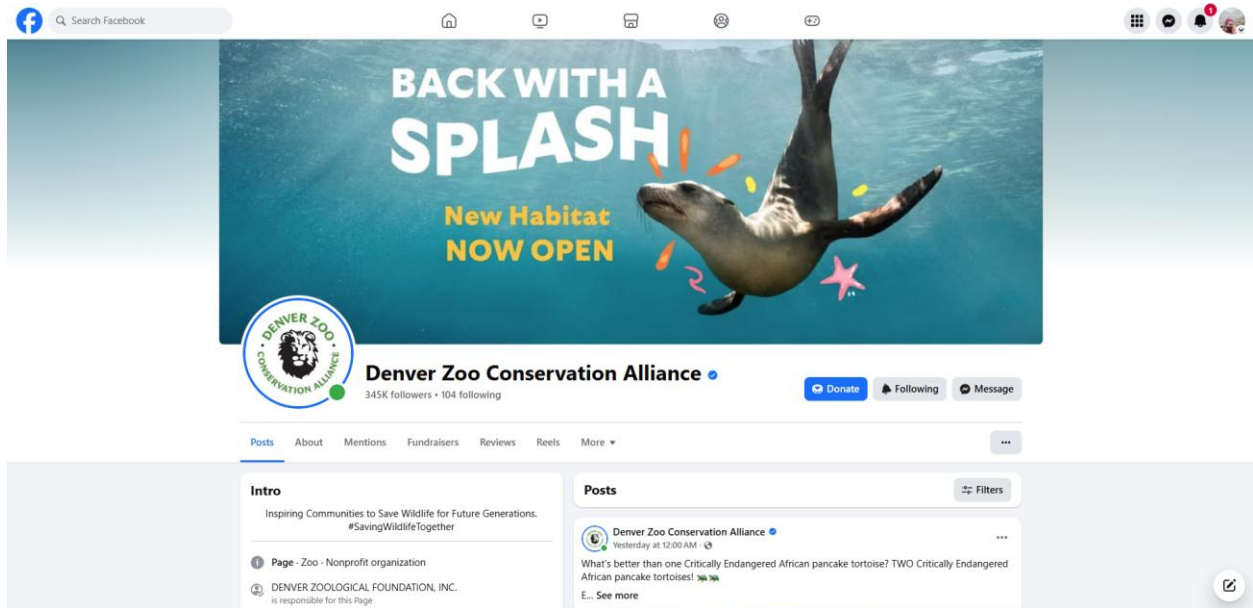 Search Facebook
1
BACK WITH A
SPLASH
New Habitat
NOW OPEN
DENVER ZOO
CONSERVATION ALLIANCE
Denver Zoo Conservation Alliance
345K followers • 104 following
Donate
Following
Message
Posts
About
Mentions
Fundraisers
Reviews
Reels
More
Intro
Inspiring Communities to Save Wildlife for Future Generations.
#SavingWildlifeTogether
Page · Zoo · Nonprofit organization
DENVER ZOOLOGICAL FOUNDATION, INC.
is responsible for this Page
Posts
Filters
Denver Zoo Conservation Alliance
Yesterday at 12:00 AM ·
What's better than one Critically Endangered African pancake tortoise? TWO Critically Endangered
African pancake tortoises! 🐢🐢
E... See more